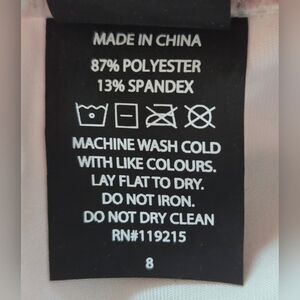 MADE IN CHINA
87% POLYESTER
13% SPANDEX
MACHINE WASH COLD
WITH LIKE COLOURS.
LAY FLAT TO DRY.
DO NOT IRON.
DO NOT DRY CLEAN
RN#119215
8